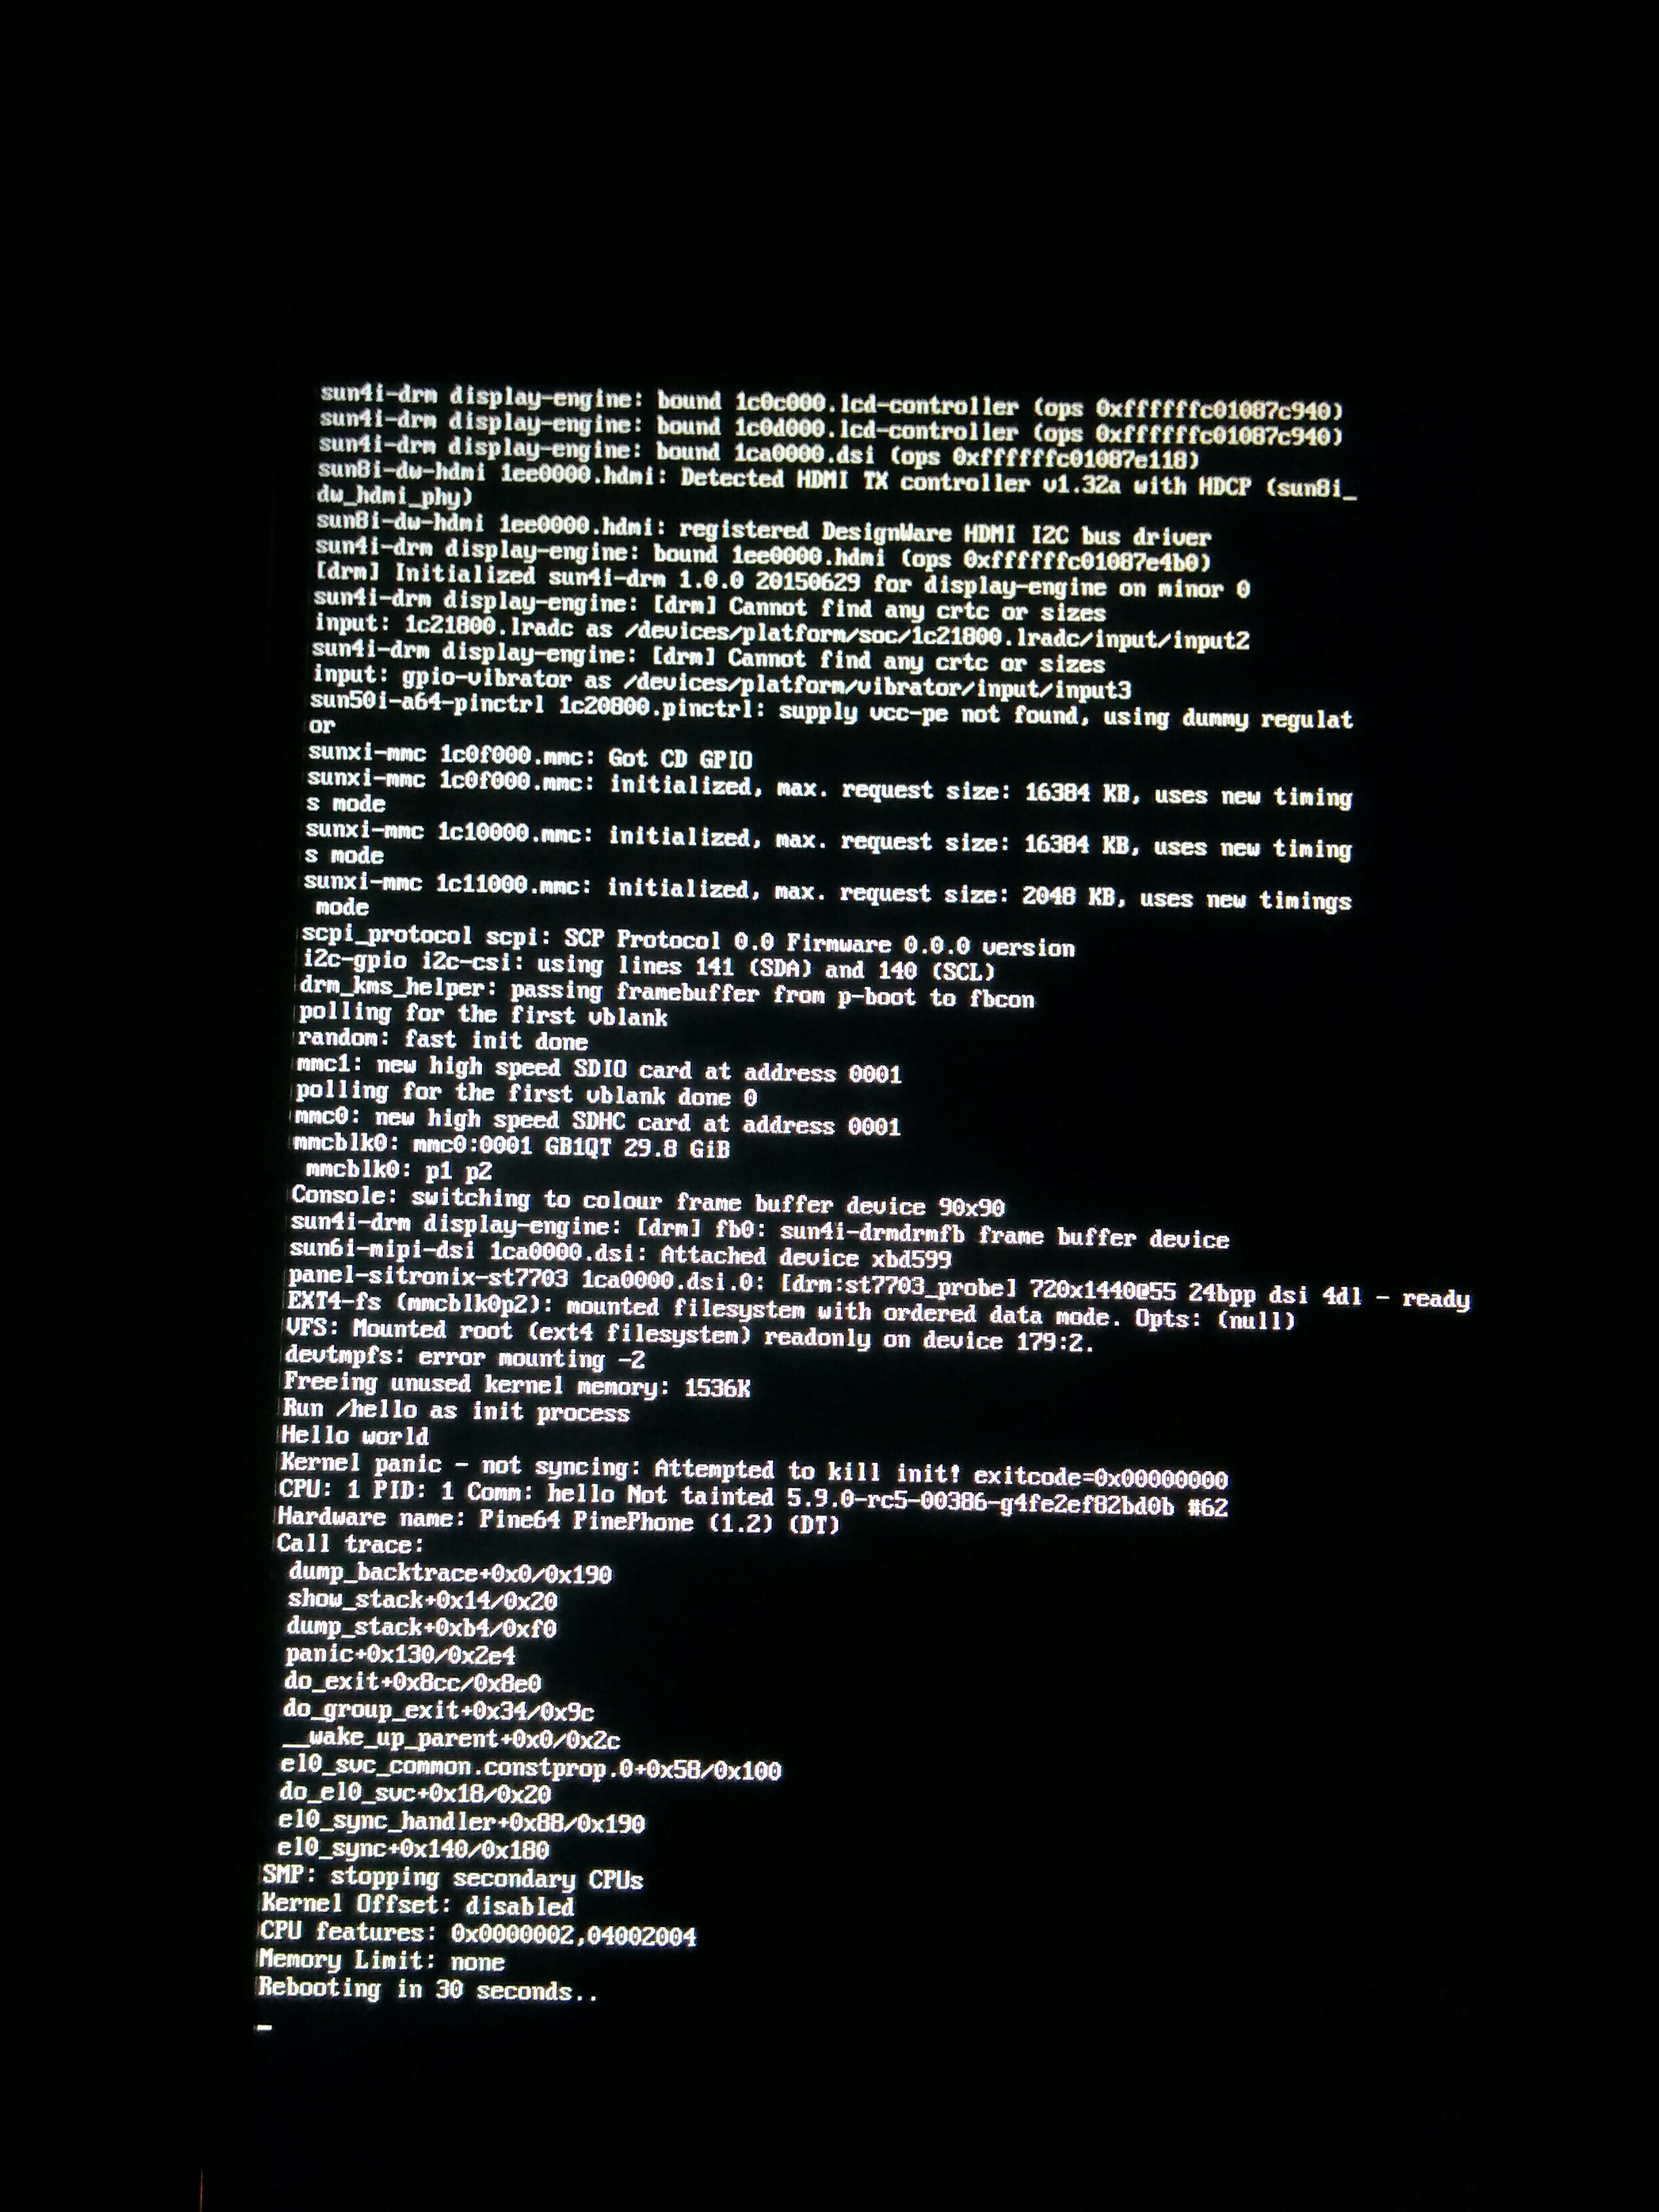 sun4i-drm display-engine: bound 1c0c000.lcd-controller (ops 0xffffffc01087c940)
sun4i-drm display-engine: bound 1c0d000.lcd-controller (ops 0xffffffc01087c940)
sun4i-drm display-engine: bound 1ca0000.dsi (ops 0xffffffc01087e118)
sun8i-dw-hdmi 1ee0000.hdmi: Detected HDMI TX controller v1.32a with HDCP (sun8i_
dw_hdmi_phy)
sun8i-dw-hdmi 1ee0000.hdmi: registered DesignWare HDMI I2C bus driver
sun4i-drm display-engine: bound 1ee0000.hdmi (ops 0xffffffc01087e4b0)
[drm] Initialized sun4i-drm 1.0.0 20150629 for display-engine on minor 0
sun4i-drm display-engine: [drm] Cannot find any crtc or sizes
input: 1c21800.lradc as /devices/platform/soc/1c21800.lradc/input/input2
sun4i-drm display-engine: [drm] Cannot find any crtc or sizes
input: gpio-vibrator as /devices/platform/vibrator/input/input3
sun50i-a64-pinctrl 1c20800.pinctrl: supply vcc-pe not found, using dummy regulat
or
sunxi-mmc 1c0f000.mmc: Got CD GPIO
sunxi-mmc 1c0f000.mmc: initialized, max. request size: 16384 KB, uses new timing
s mode
sunxi-mmc 1c10000.mmc: initialized, max. request size: 16384 KB, uses new timing
s mode
sunxi-mmc 1c11000.mmc: initialized, max. request size: 2048 KB, uses new timings
 mode
scpi_protocol scpi: SCP Protocol 0.0 Firmware 0.0.0 version
i2c-gpio i2c-csi: using lines 141 (SDA) and 140 (SCL)
drm_kms_helper: passing framebuffer from p-boot to fbcon
polling for the first vblank
random: fast init done
mmc1: new high speed SDIO card at address 0001
polling for the first vblank done 0
mmc0: new high speed SDHC card at address 0001
mmcblk0: mmc0:0001 GB1QT 29.8 GiB
 mmcblk0: p1 p2
Console: switching to colour frame buffer device 90x90
sun4i-drm display-engine: [drm] fb0: sun4i-drmdrmfb frame buffer device
sun6i-mipi-dsi 1ca0000.dsi: Attached device xbd599
panel-sitronix-st7703 1ca0000.dsi.0: [drm:st7703_probe] 720x1440@55 24bpp dsi 4dl - ready
EXT4-fs (mmcblk0p2): mounted filesystem with ordered data mode. Opts: (null)
VFS: Mounted root (ext4 filesystem) readonly on device 179:2.
devtmpfs: error mounting -2
Freeing unused kernel memory: 1536K
Run /hello as init process
Hello world
Kernel panic - not syncing: Attempted to kill init! exitcode=0x00000000
CPU: 1 PID: 1 Comm: hello Not tainted 5.9.0-rc5-00386-g4fe2ef82bd0b #62
Hardware name: Pine64 PinePhone (1.2) (DT)
Call trace:
 dump_backtrace+0x0/0x190
 show_stack+0x14/0x20
 dump_stack+0xb4/0xf0
 panic+0x130/0x2e4
 do_exit+0x8cc/0x8e0
 do_group_exit+0x34/0x9c
 __wake_up_parent+0x0/0x2c
 el0_svc_common.constprop.0+0x58/0x100
 do_el0_svc+0x18/0x20
 el0_sync_handler+0x88/0x190
 el0_sync+0x140/0x180
SMP: stopping secondary CPUs
Kernel Offset: disabled
CPU features: 0x0000002,04002004
Memory Limit: none
Rebooting in 30 seconds..
_